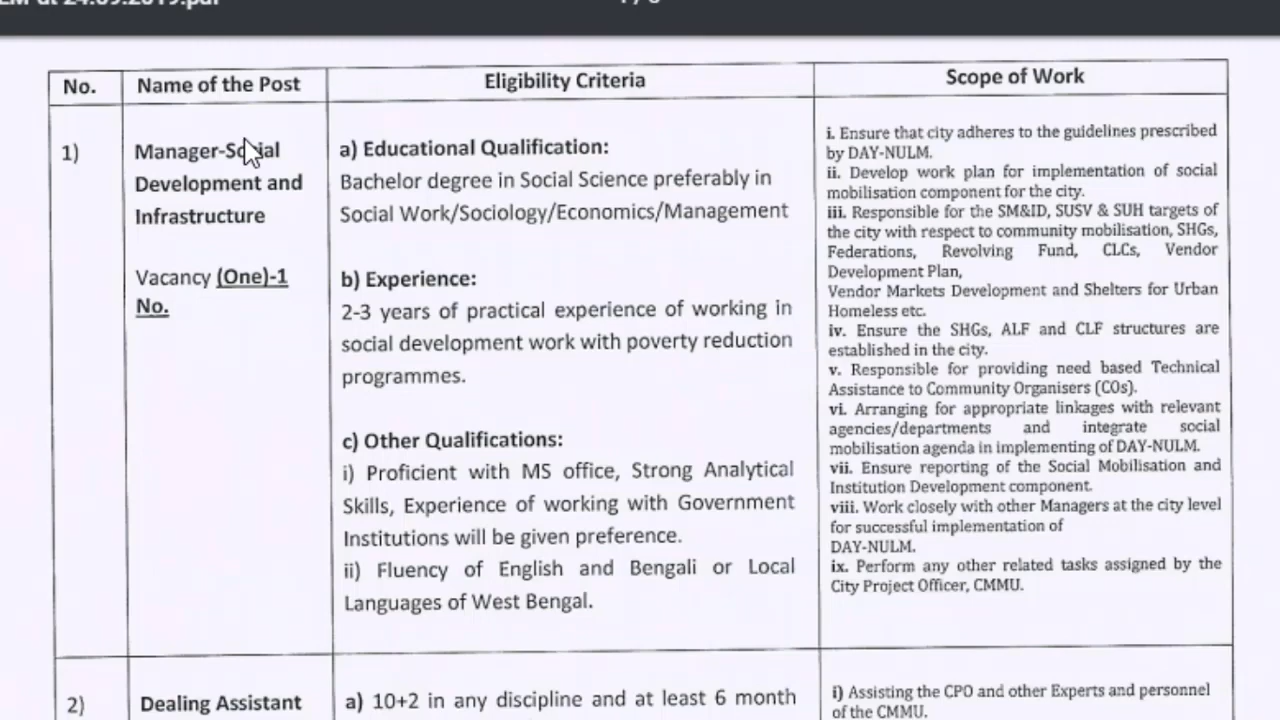 No.
Name of the Post
Eligibility Criteria
Scope of Work
1)
Manager-Social
Development and
Infrastructure
Vacancy (One)-1
No.
a) Educational Qualification:
Bachelor degree in Social Science preferably in
Social Work/Sociology/Economics/Management
b) Experience:
2-3 years of practical experience of working in
social development work with poverty reduction
programmes.
c) Other Qualifications:
i) Proficient with MS office, Strong Analytical
Skills, Experience of working with Government
Institutions will be given preference.
ii) Fluency of English and Bengali or Local
Languages of West Bengal.
i. Ensure that city adheres to the guidelines prescribed
by DAY-NULM.
ii. Develop work plan for implementation of social
mobilisation component for the city.
iii. Responsible for the SM&ID, SUSV & SUH targets of
the city with respect to community mobilisation, SHGs,
Federations, Revolving Fund, CLCs, Vendor
Development Plan,
Vendor Markets Development and Shelters for Urban
Homeless etc.
iv. Ensure the SHGs, ALF and CLF structures are
established in the city.
v. Responsible for providing need based Technical
Assistance to Community Organisers (COs).
vi. Arranging for appropriate linkages with relevant
agencies/departments and integrate social
mobilisation agenda in implementing of DAY-NULM.
vii. Ensure reporting of the Social Mobilisation and
Institution Development component.
viii. Work closely with other Managers at the city level
for successful implementation of
DAY-NULM.
ix. Perform any other related tasks assigned by the
City Project Officer, CMMU.
2)
Dealing Assistant
a) 10+2 in any discipline and at least 6 month
i) Assisting the CPO and other Experts and personnel
of the CMMU.